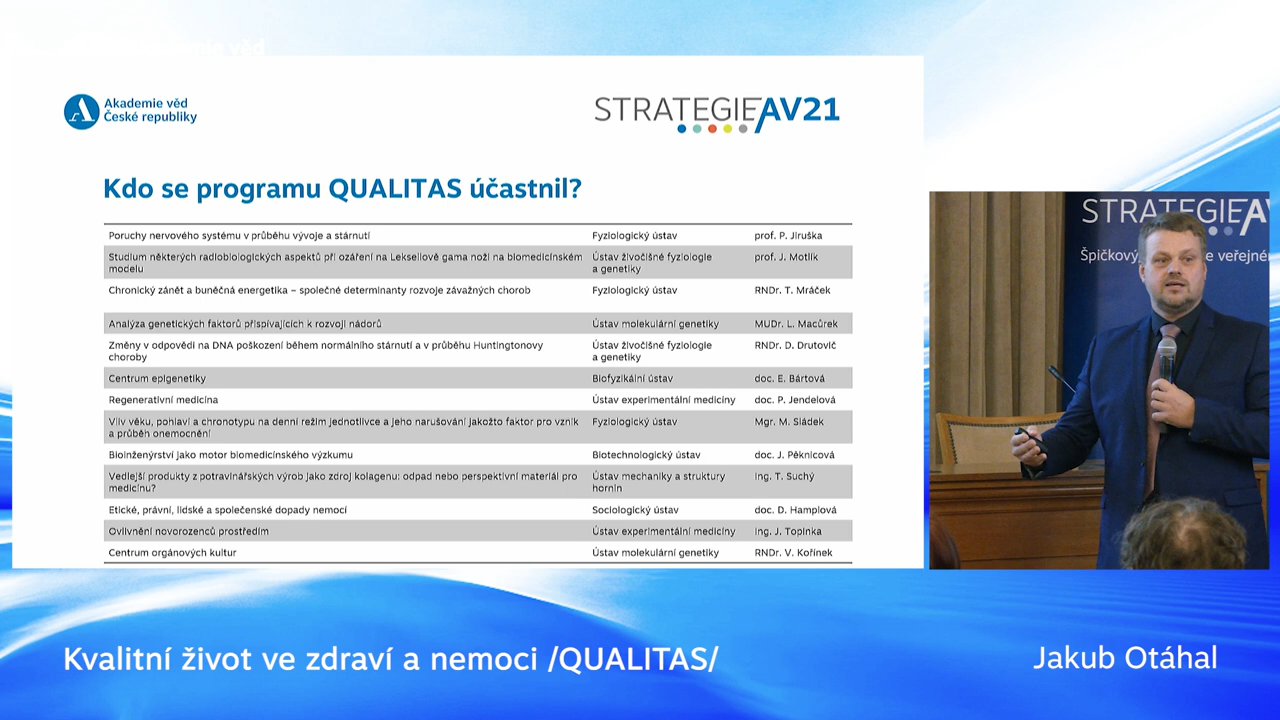 Akademie věd
České republiky
STRATEGIE AV21
Kdo se programu QUALITAS účastnil?
Poruchy nervového systému v průběhu vývoje a stárnutí Fyziologický ústav prof. P. Jiruška
Studium některých radiobiologických aspektů při ozáření na Leksellově gama noži na biomedicínském modelu Ústav živočišné fyziologie a genetiky prof. J. Motlík
Chronický zánět a buněčná energetika – společné determinanty rozvoje závažných chorob Fyziologický ústav RNDr. T. Mráček
Analýza genetických faktorů přispívajících k rozvoji nádorů Ústav molekulární genetiky MUDr. L. Macůrek
Změny v odpovědi na DNA poškození během normálního stárnutí a v průběhu Huntingtonovy choroby Ústav živočišné fyziologie a genetiky RNDr. D. Drutovič
Centrum epigenetiky Biofyzikální ústav doc. E. Bártová
Regenerativní medicína Ústav experimentální medicíny doc. P. Jendelová
Vliv věku, pohlaví a chronotypu na denní režim jednotlivce a jeho narušování jakožto faktor pro vznik a průběh onemocnění Fyziologický ústav Mgr. M. Sládek
Bioinženýrství jako motor biomedicínského výzkumu Biotechnologický ústav doc. J. Pěknicová
Vedlejší produkty z potravinářských výrob jako zdroj kolagenu: odpad nebo perspektivní materiál pro medicínu? Ústav mechaniky a struktury hornin Ing. T. Suchý
Etické, právní, lidské a společenské dopady nemocí Sociologický ústav doc. D. Hamplová
Ovlivnění novorozenců prostředím Ústav experimentální medicíny Ing. J. Topinka
Centrum orgánových kultur Ústav molekulární genetiky RNDr. V. Kořínek
STRATEGIE A
Špičkový e veřejné
Kvalitní život ve zdraví a nemoci /QUALITAS/
Jakub Otáhal